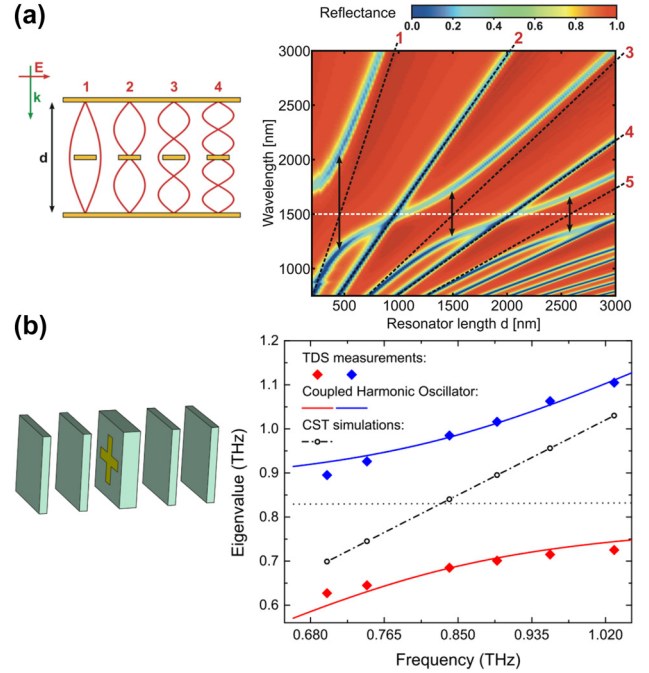 (a)
E
k
d
1 2 3 4
Reflectance
0.0 0.2 0.4 0.6 0.8 1.0
1 2 3 4 5
Wavelength [nm]
3000
2500
2000
1500
1000
500 1000 1500 2000 2500 3000
Resonator length d [nm]
(b)
Eigenvalue (THz)
1.2
1.1
1.0
0.9
0.8
0.7
0.6
TDS measurements:
Coupled Harmonic Oscillator:
CST simulations:
0.680 0.765 0.850 0.935 1.020
Frequency (THz)